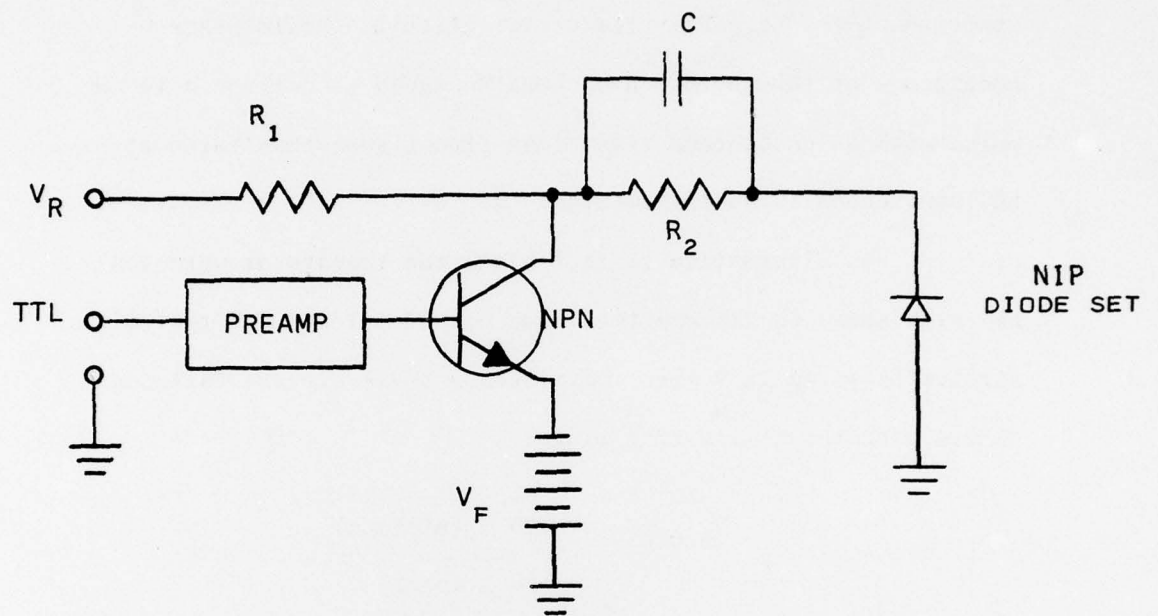 C
R1
VR
R2
NIP
DIODE SET
TTL
PREAMP
NPN
VF